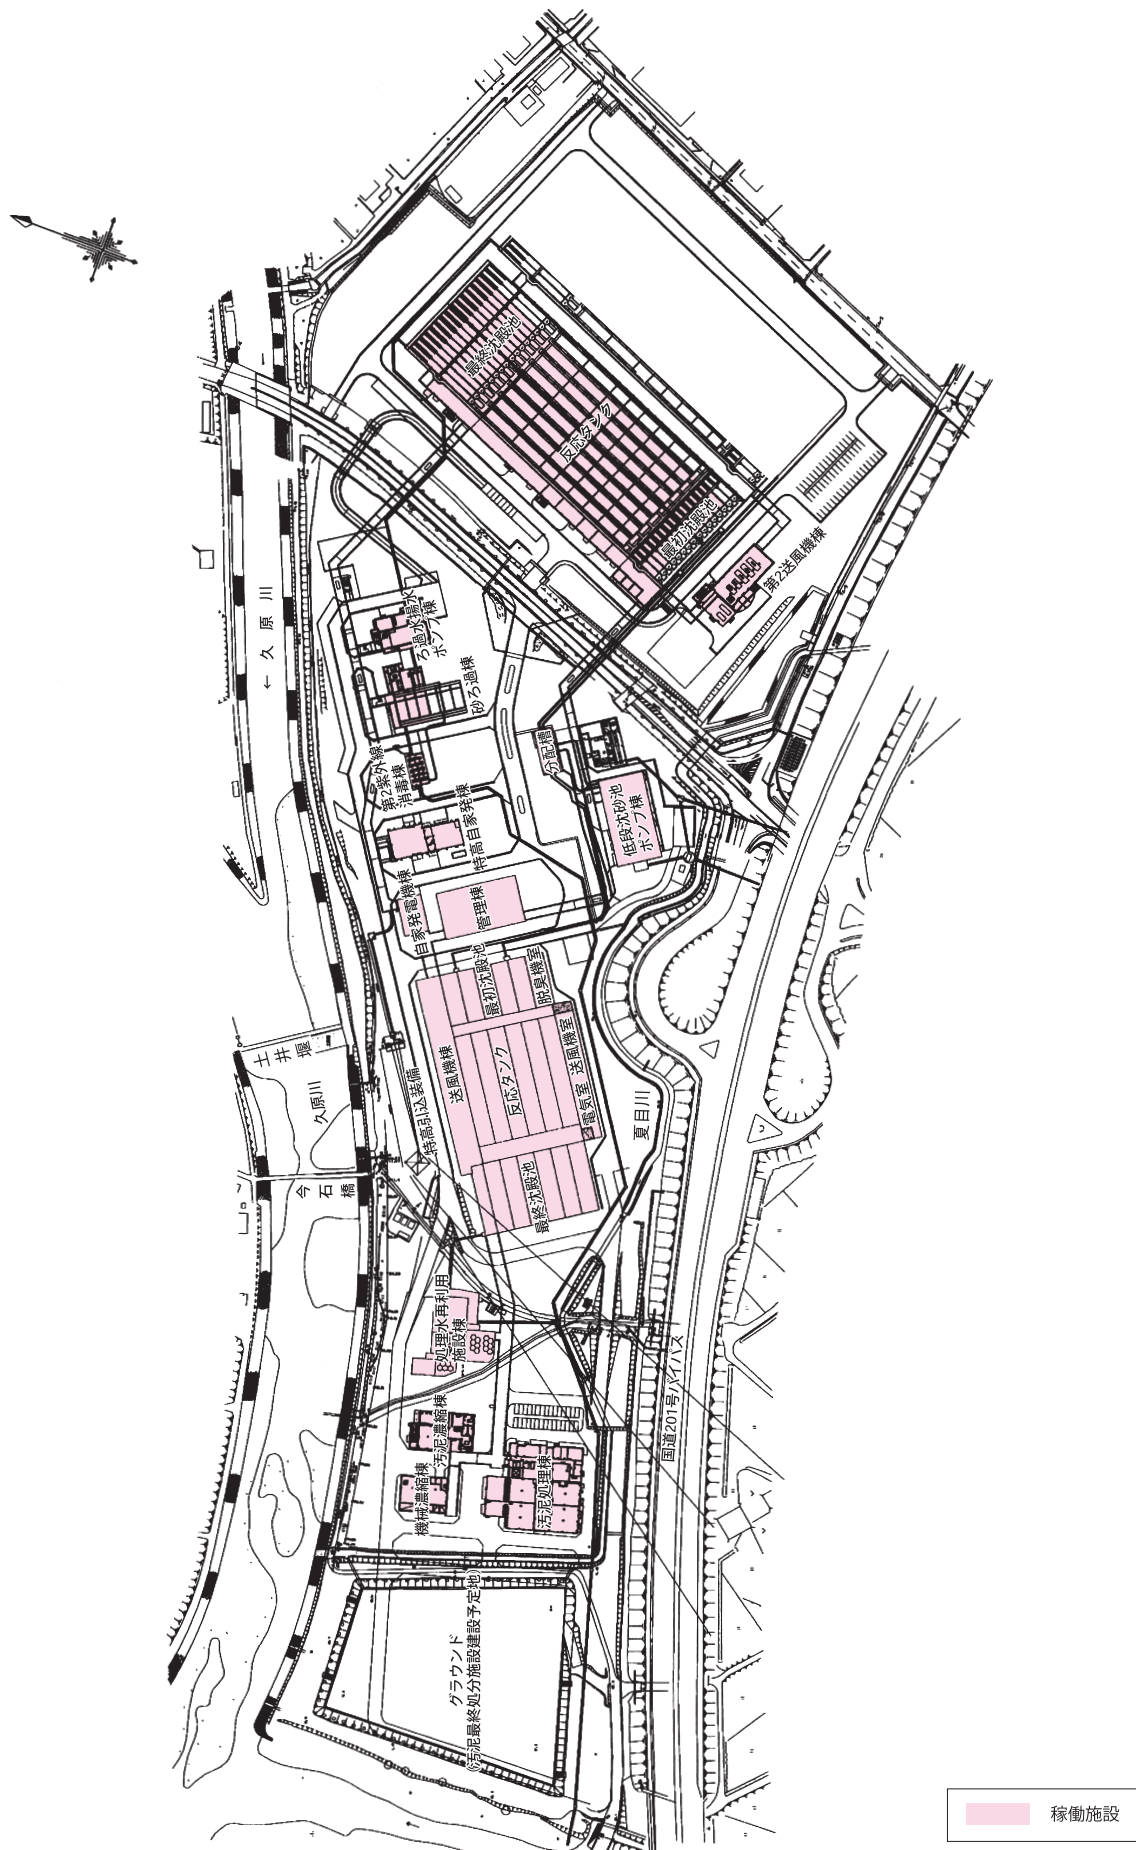 最終沈殿池
反応タンク
最初沈殿池
第2送風機棟
← 久原川
ろ過水揚水
ポンプ棟
砂ろ過棟
第2紫外線
消毒棟
分配槽
特高自家発棟
低段沈砂池
ポンプ棟
自家発電機棟
管理棟
最初沈殿池
脱臭機室
送風機棟
反応タンク
送風機室
電気室
最終沈殿池
特高引込装備
土井堰
久原川
夏目川
今石橋
処理水再利用
施設棟
国道201号バイパス
汚泥濃縮棟
機械濃縮棟
汚泥処理棟
グラウンド
(汚泥最終処分施設建設予定地)
稼働施設